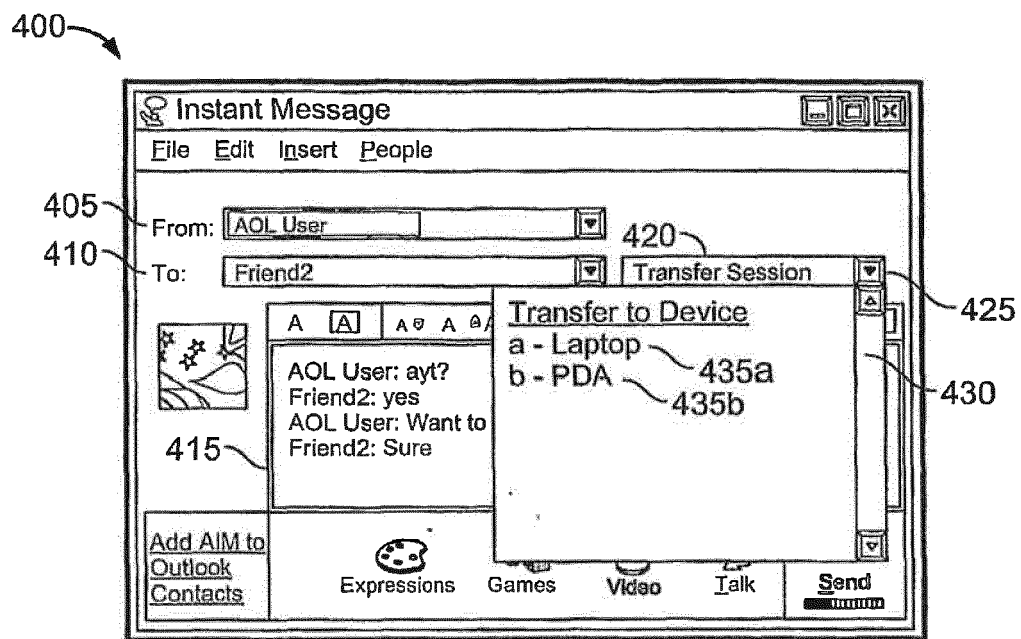 400
Instant Message
File Edit Insert People
405
From: AOL User
420
410
To: Friend2 Transfer Session
425
Transfer to Device
A A A A
a - Laptop
435a
b - PDA
435b
430
AOL User: ayt?
Friend2: yes
AOL User: Want to
Friend2: Sure
415
Add AIM to
Outlook
Contacts
Expressions Games Video Talk
Send